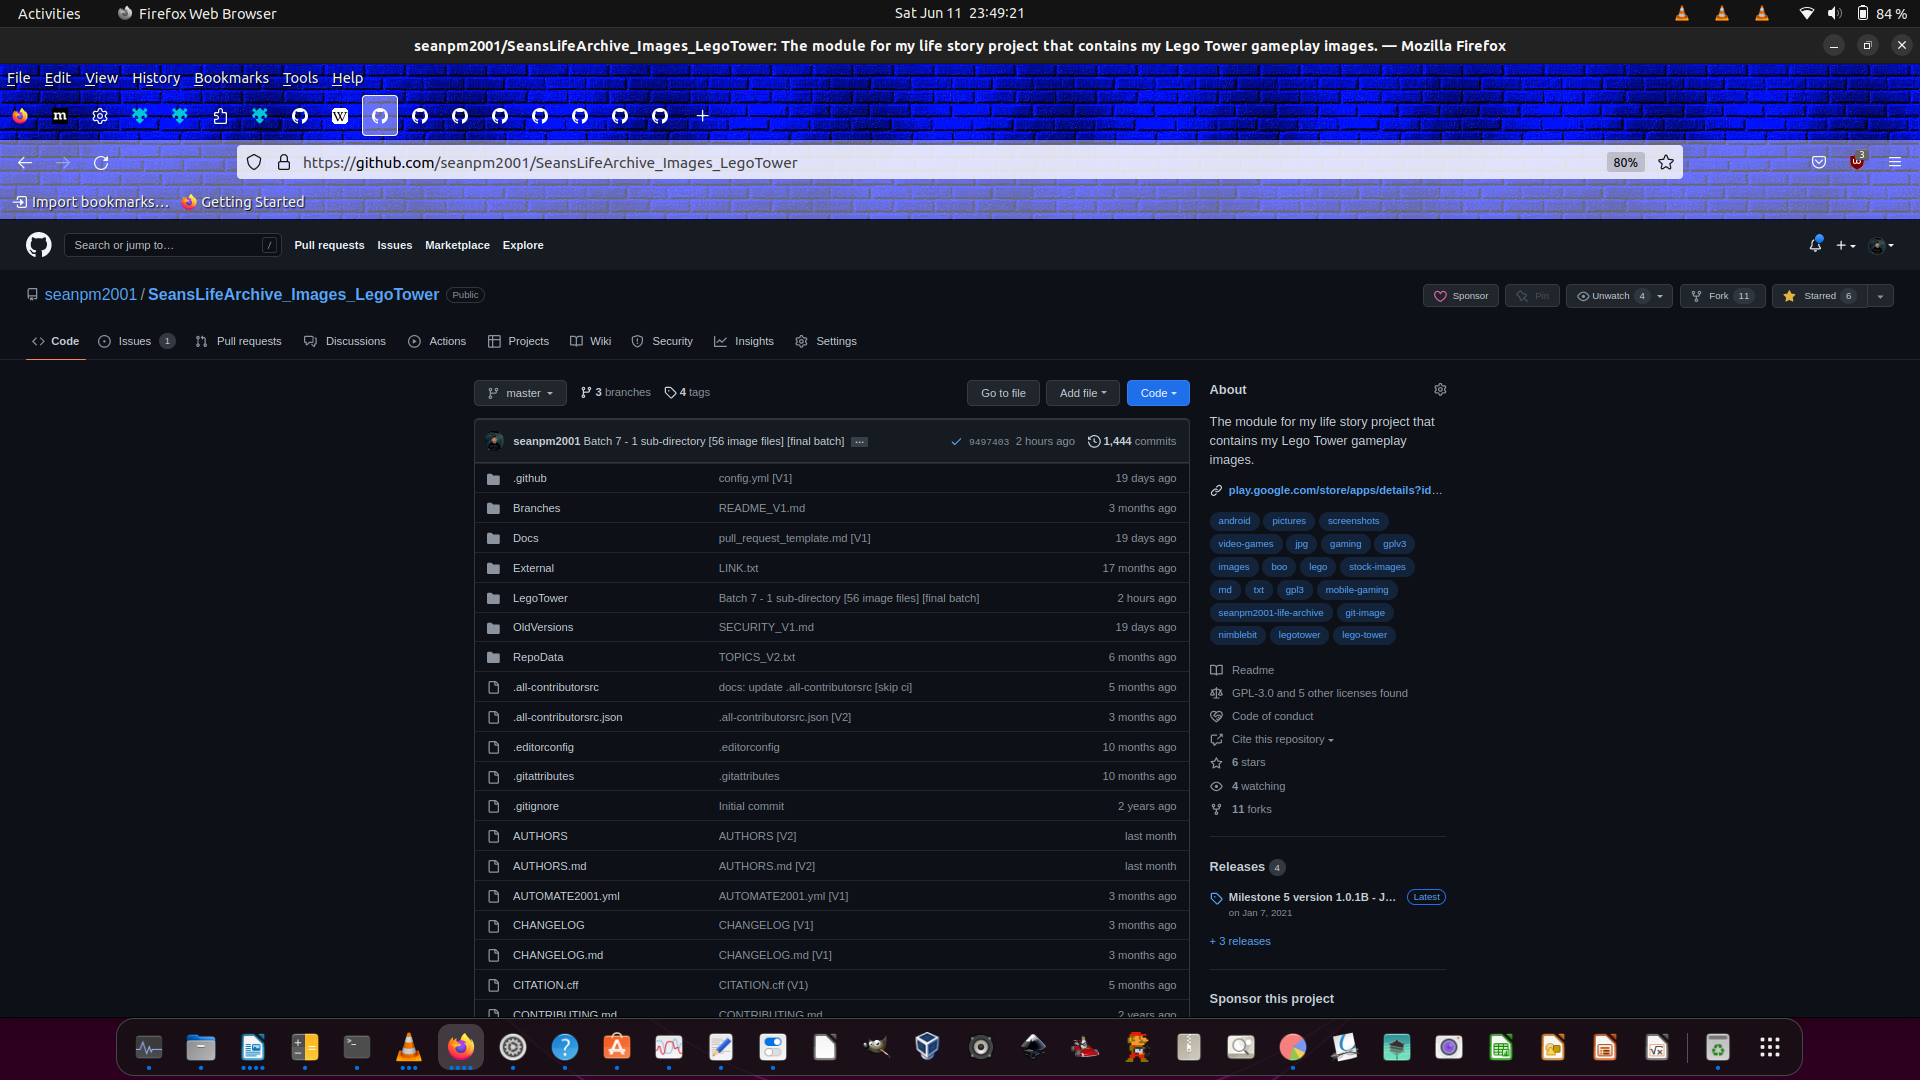 Activities Firefox Web Browser Sat Jun 11 23:49:21 84 %
seanpm2001/SeansLifeArchive_Images_LegoTower: The module for my life story project that contains my Lego Tower gameplay images. — Mozilla Firefox
File Edit View History Bookmarks Tools Help
https://github.com/seanpm2001/SeansLifeArchive_Images_LegoTower 80% 3
Import bookmarks… Getting Started
Search or jump to… / Pull requests Issues Marketplace Explore
seanpm2001 / SeansLifeArchive_Images_LegoTower Public Sponsor Pin Unwatch 4 Fork 11 Starred 6
Code Issues 1 Pull requests Discussions Actions Projects Wiki Security Insights Settings
master 3 branches 4 tags Go to file Add file Code
seanpm2001 Batch 7 - 1 sub-directory [56 image files] [final batch] … 9497403 2 hours ago 1,444 commits
.github config.yml [V1] 19 days ago
Branches README_V1.md 3 months ago
Docs pull_request_template.md [V1] 19 days ago
External LINK.txt 17 months ago
LegoTower Batch 7 - 1 sub-directory [56 image files] [final batch] 2 hours ago
OldVersions SECURITY_V1.md 19 days ago
RepoData TOPICS_V2.txt 6 months ago
.all-contributorsrc docs: update .all-contributorsrc [skip ci] 5 months ago
.all-contributorsrc.json .all-contributorsrc.json [V2] 3 months ago
.editorconfig .editorconfig 10 months ago
.gitattributes .gitattributes 10 months ago
.gitignore Initial commit 2 years ago
AUTHORS AUTHORS [V2] last month
AUTHORS.md AUTHORS.md [V2] last month
AUTOMATE2001.yml AUTOMATE2001.yml [V1] 3 months ago
CHANGELOG CHANGELOG [V1] 3 months ago
CHANGELOG.md CHANGELOG.md [V1] 3 months ago
CITATION.cff CITATION.cff (V1) 5 months ago
CONTRIBUTING.md CONTRIBUTING.md 2 years ago
About
The module for my life story project that
contains my Lego Tower gameplay
images.
play.google.com/store/apps/details?id…
android pictures screenshots
video-games jpg gaming gplv3
images boo lego stock-images
md txt gpl3 mobile-gaming
seanpm2001-life-archive git-image
nimblebit legotower lego-tower
Readme
GPL-3.0 and 5 other licenses found
Code of conduct
Cite this repository
6 stars
4 watching
11 forks
Releases 4
Milestone 5 version 1.0.1B - J… Latest
on Jan 7, 2021
+ 3 releases
Sponsor this project